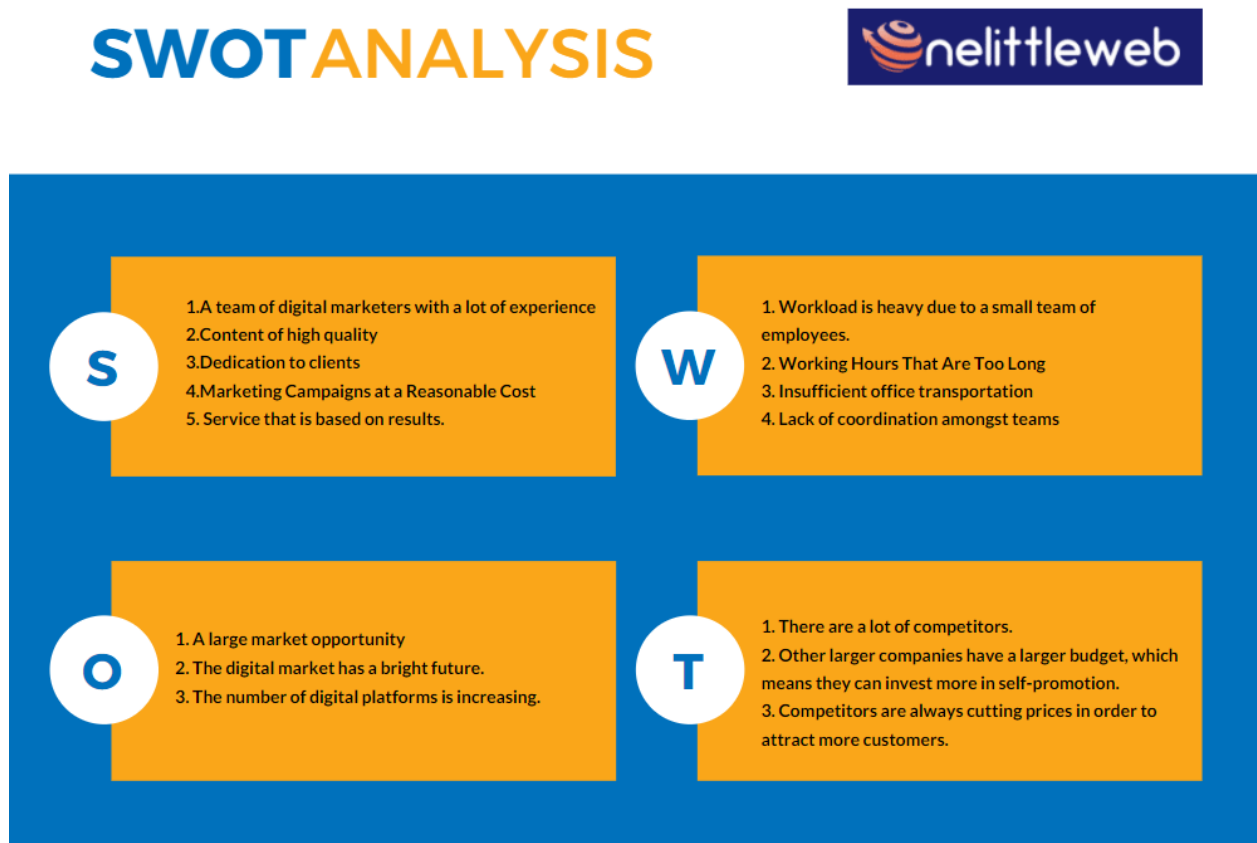 SWOT ANALYSIS
Onelittleweb
S
1.A team of digital marketers with a lot of experience
2.Content of high quality
3.Dedication to clients
4.Marketing Campaigns at a Reasonable Cost
5. Service that is based on results.
W
1. Workload is heavy due to a small team of
employees.
2. Working Hours That Are Too Long
3. Insufficient office transportation
4. Lack of coordination amongst teams
O
1. A large market opportunity
2. The digital market has a bright future.
3. The number of digital platforms is increasing.
T
1. There are a lot of competitors.
2. Other larger companies have a larger budget, which
means they can invest more in self-promotion.
3. Competitors are always cutting prices in order to
attract more customers.